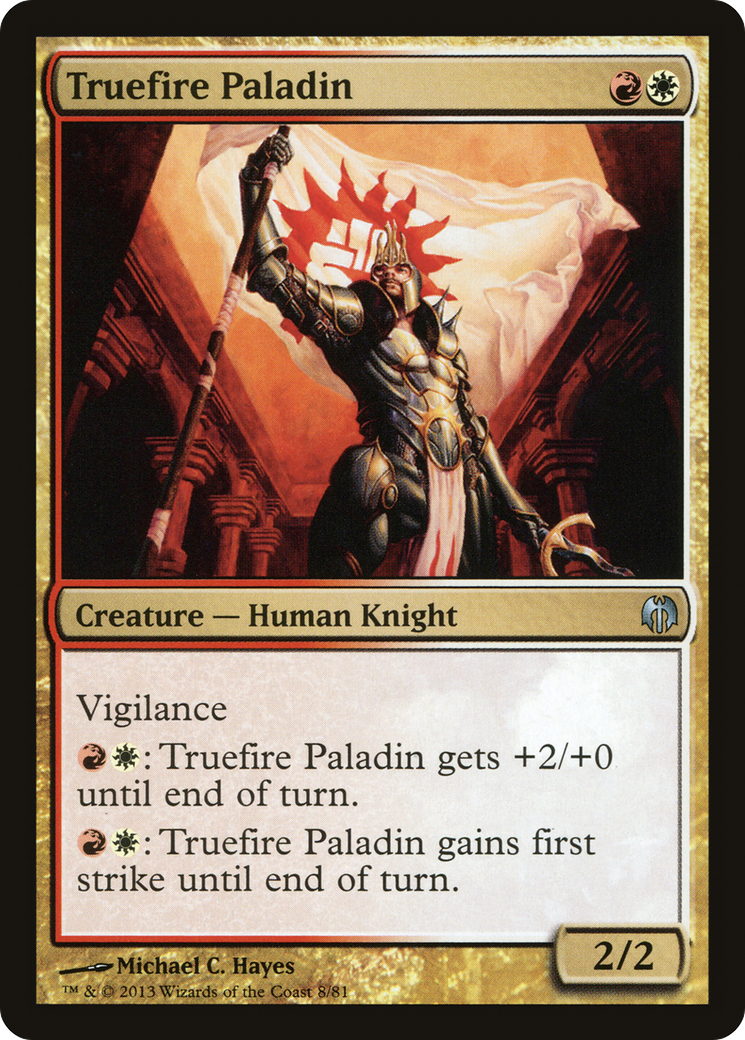 Truefire Paladin
Creature — Human Knight
Vigilance
: Truefire Paladin gets +2/+0
until end of turn.
: Truefire Paladin gains first
strike until end of turn.
2/2
Michael C. Hayes
™ & © 2013 Wizards of the Coast 8/81